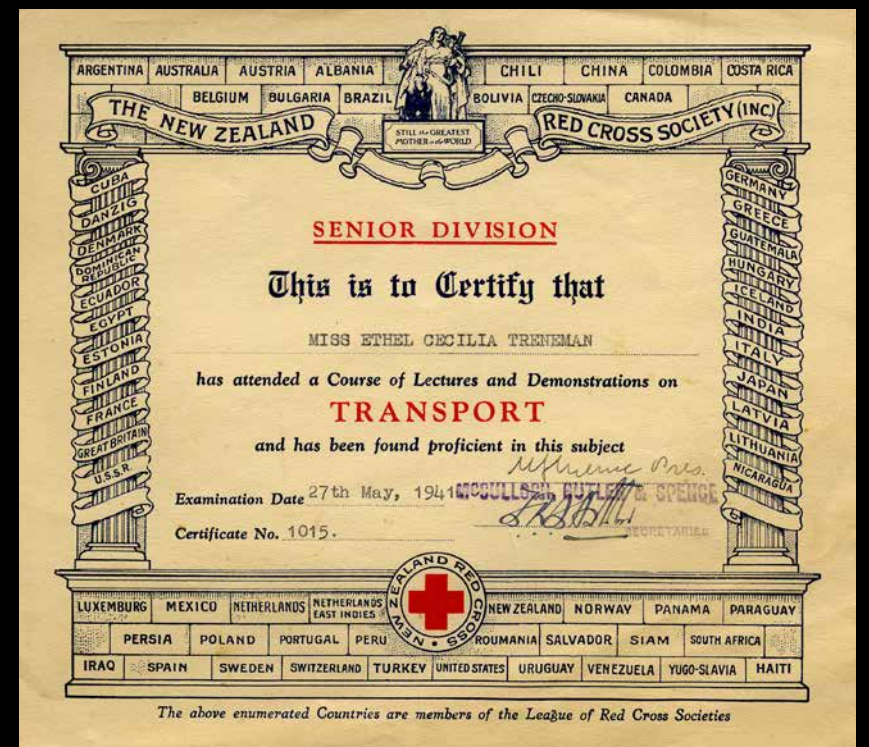 ARGENTINA AUSTRALIA AUSTRIA ALBANIA CHILI CHINA COLOMBIA COSTA RICA
BELGIUM BULGARIA BRAZIL BOLIVIA CZECHO-SLOVAKIA CANADA
THE NEW ZEALAND RED CROSS SOCIETY (INC.)
STILL the GREATEST
MOTHER in the WORLD
CUBA
DANZIG
DENMARK
DOMINICAN
REPUBLIC
ECUADOR
EGYPT
ESTONIA
FINLAND
FRANCE
GREAT BRITAIN
U.S.S.R.
GERMANY
GREECE
GUATEMALA
HUNGARY
ICELAND
INDIA
ITALY
JAPAN
LATVIA
LITHUANIA
NICARAGUA
SENIOR DIVISION
This is to Certify that
MISS ETHEL CECILIA TRENEMAN
has attended a Course of Lectures and Demonstrations on
TRANSPORT
and has been found proficient in this subject
Pres.
Examination Date 27th May, 1941
McCULLOCH, BUTLER & SPENCE
SECRETARIES
Certificate No. 1015.
NEW ZEALAND RED CROSS
LUXEMBURG MEXICO NETHERLANDS NETHERLANDS EAST INDIES NEW ZEALAND NORWAY PANAMA PARAGUAY
PERSIA POLAND PORTUGAL PERU ROUMANIA SALVADOR SIAM SOUTH AFRICA
IRAQ SPAIN SWEDEN SWITZERLAND TURKEY UNITED STATES URUGUAY VENEZUELA YUGO-SLAVIA HAITI
The above enumerated Countries are members of the League of Red Cross Societies